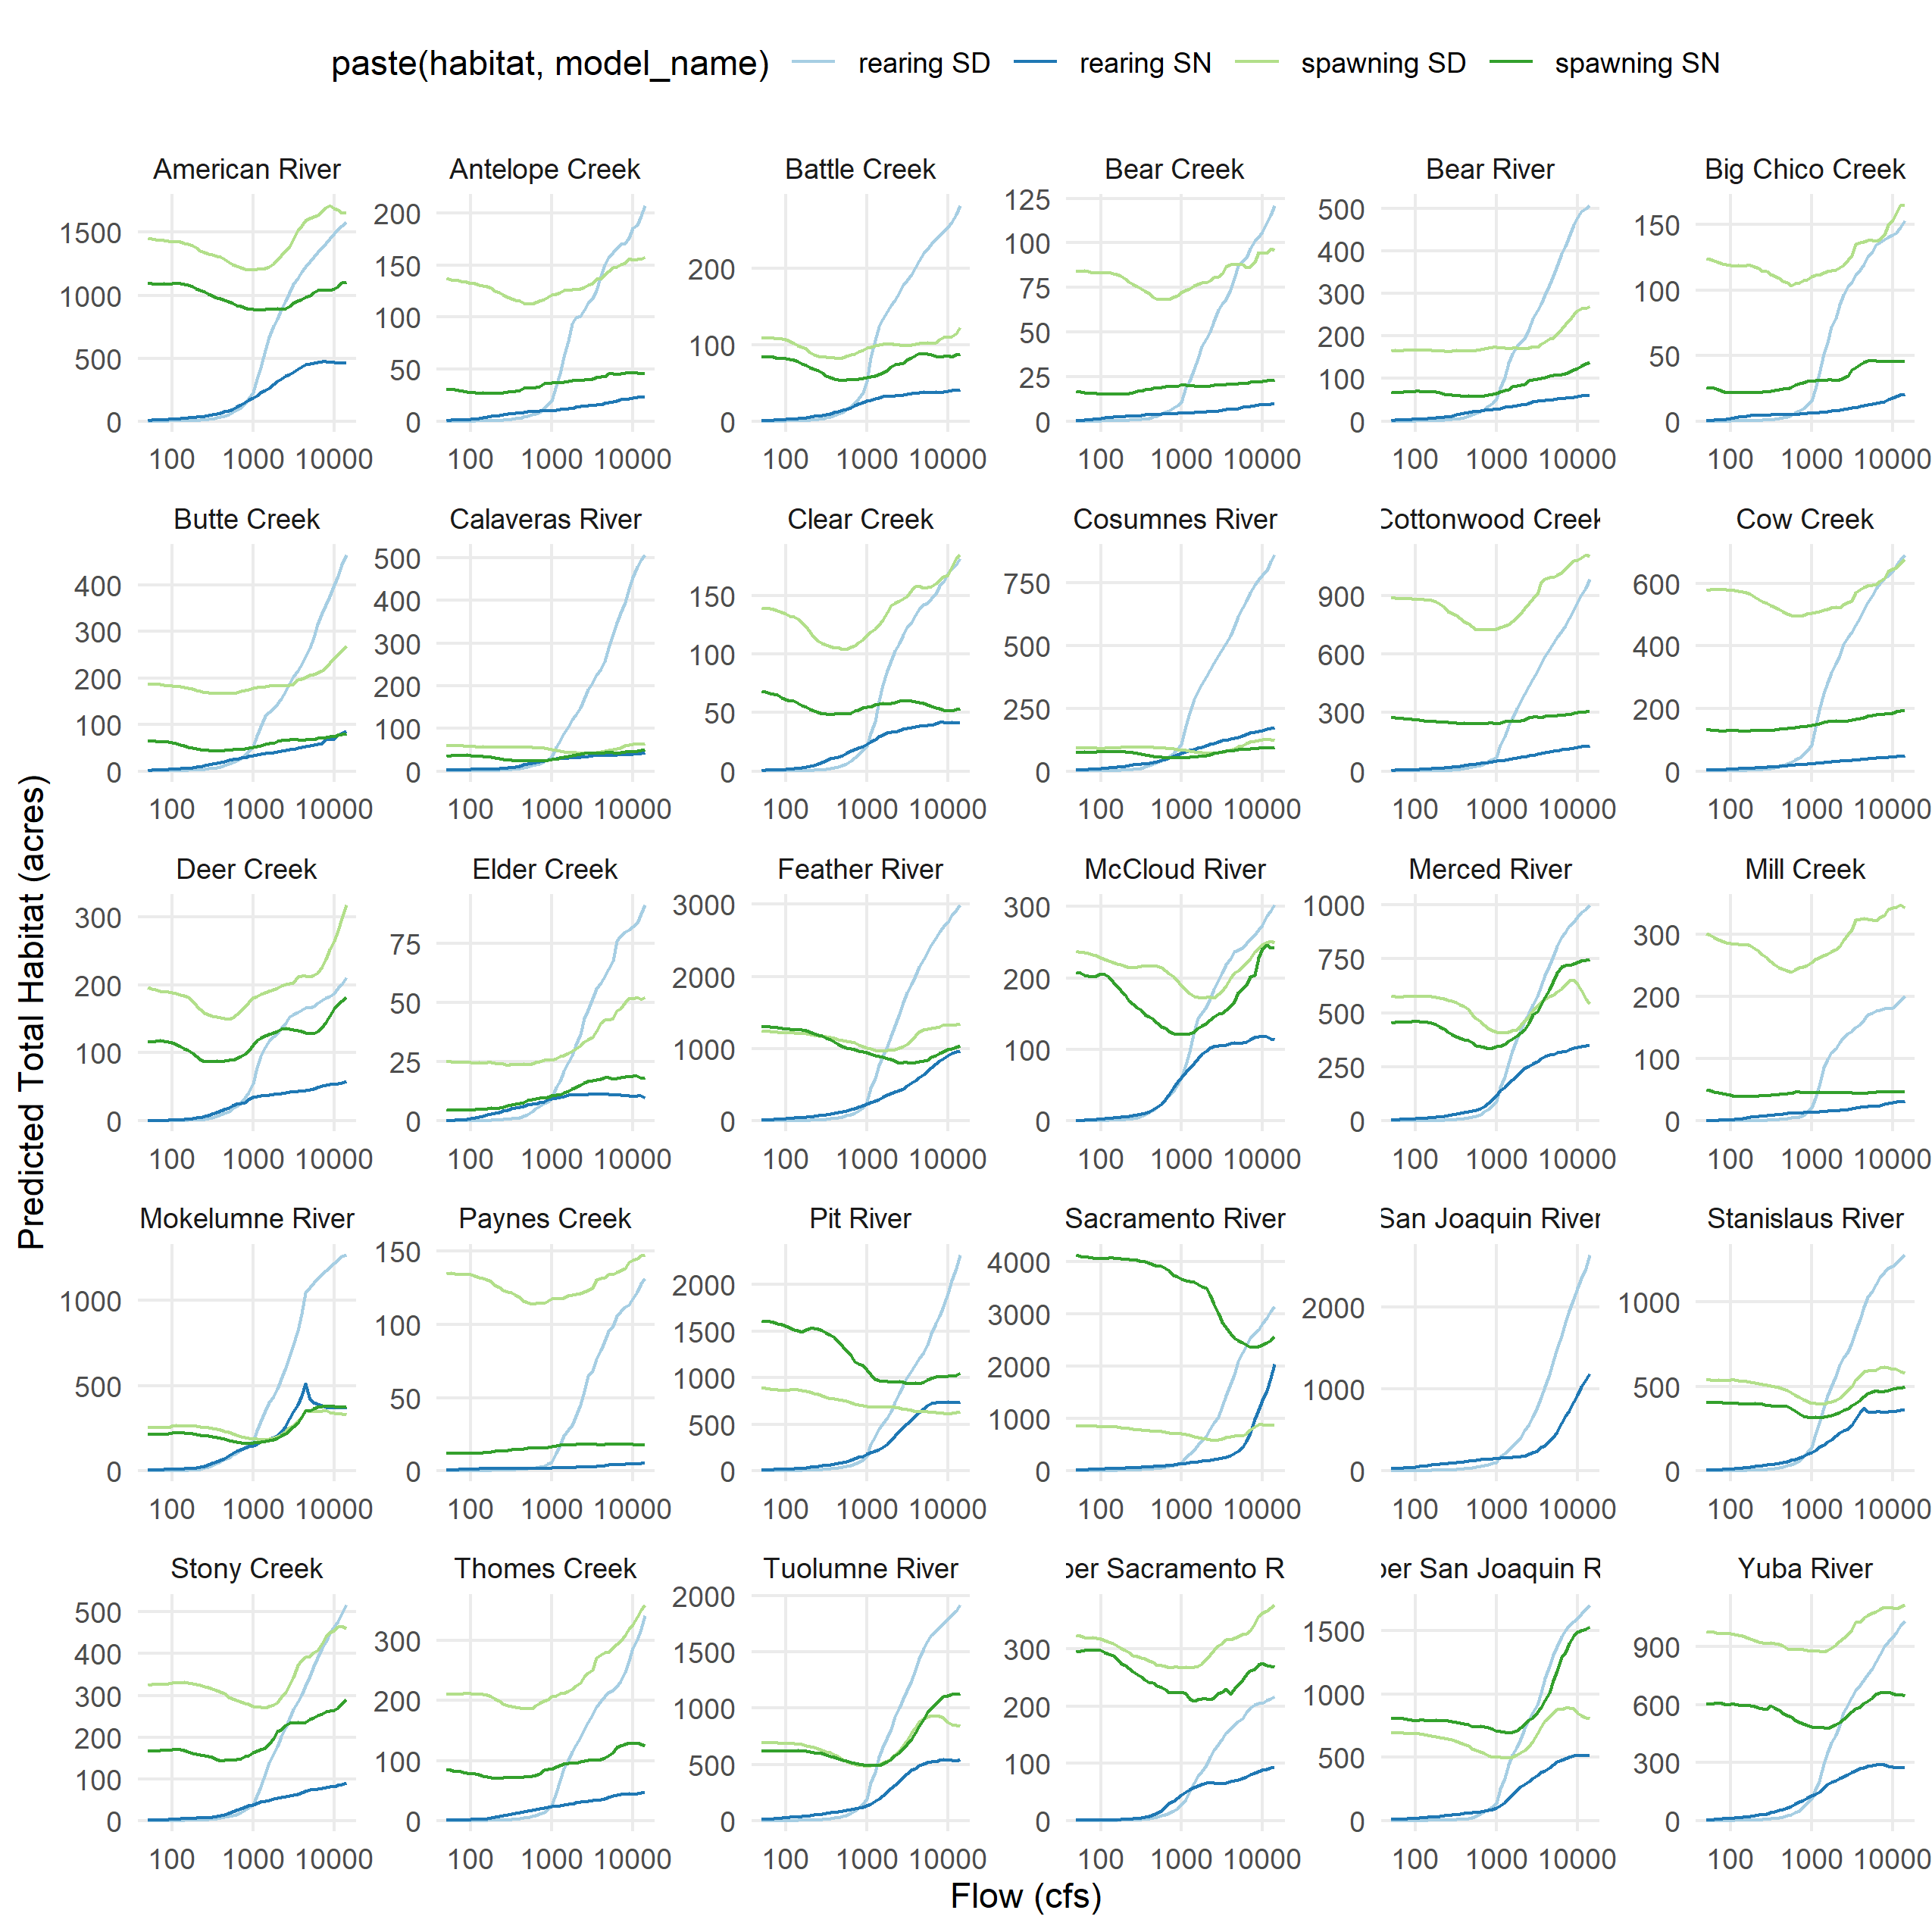 paste(habitat, model_name) rearing SD rearing SN spawning SD spawning SN
American River Antelope Creek Battle Creek Bear Creek Bear River Big Chico Creek
1500 1000 500 0
200 150 100 50 0
200 100 0
125 100 75 50 25 0
500 400 300 200 100 0
150 100 50 0
100 1000 10000 100 1000 10000 100 1000 10000 100 1000 10000 100 1000 10000 100 1000 10000
Butte Creek Calaveras River Clear Creek Cosumnes River Cottonwood Creek Cow Creek
400 300 200 100 0
500 400 300 200 100 0
150 100 50 0
750 500 250 0
900 600 300 0
600 400 200 0
100 1000 10000 100 1000 10000 100 1000 10000 100 1000 10000 100 1000 10000 100 1000 10000
Predicted Total Habitat (acres)
Deer Creek Elder Creek Feather River McCloud River Merced River Mill Creek
300 200 100 0
75 50 25 0
3000 2000 1000 0
300 200 100 0
1000 750 500 250 0
300 200 100 0
100 1000 10000 100 1000 10000 100 1000 10000 100 1000 10000 100 1000 10000 100 1000 10000
Mokelumne River Paynes Creek Pit River Sacramento River San Joaquin River Stanislaus River
1000 500 0
150 100 50 0
2000 1500 1000 500 0
4000 3000 2000 1000 0
2000 1000 0
1000 500 0
100 1000 10000 100 1000 10000 100 1000 10000 100 1000 10000 100 1000 10000 100 1000 10000
Stony Creek Thomes Creek Tuolumne River per Sacramento R per San Joaquin R Yuba River
500 400 300 200 100 0
300 200 100 0
2000 1500 1000 500 0
300 200 100 0
1500 1000 500 0
900 600 300 0
100 1000 10000 100 1000 10000 100 1000 10000 100 1000 10000 100 1000 10000 100 1000 10000
Flow (cfs)